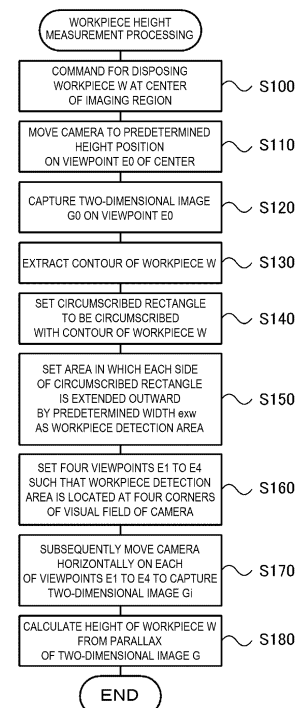 WORKPIECE HEIGHT
MEASUREMENT PROCESSING
COMMAND FOR DISPOSING
WORKPIECE W AT CENTER
OF IMAGING REGION
S100
MOVE CAMERA TO PREDETERMINED
HEIGHT POSITION
ON VIEWPOINT E0 OF CENTER
S110
CAPTURE TWO-DIMENSIONAL IMAGE
G0 ON VIEWPOINT E0
S120
EXTRACT CONTOUR OF WORKPIECE W
S130
SET CIRCUMSCRIBED RECTANGLE
TO BE CIRCUMSCRIBED
WITH CONTOUR OF WORKPIECE W
S140
SET AREA IN WHICH EACH SIDE
OF CIRCUMSCRIBED RECTANGLE
IS EXTENDED OUTWARD
BY PREDETERMINED WIDTH exw
AS WORKPIECE DETECTION AREA
S150
SET FOUR VIEWPOINTS E1 TO E4
SUCH THAT WORKPIECE DETECTION
AREA IS LOCATED AT FOUR CORNERS
OF VISUAL FIELD OF CAMERA
S160
SUBSEQUENTLY MOVE CAMERA
HORIZONTALLY ON EACH
OF VIEWPOINTS E1 TO E4 TO CAPTURE
TWO-DIMENSIONAL IMAGE Gi
S170
CALCULATE HEIGHT OF WORKPIECE W
FROM PARALLAX
OF TWO-DIMENSIONAL IMAGE G
S180
END